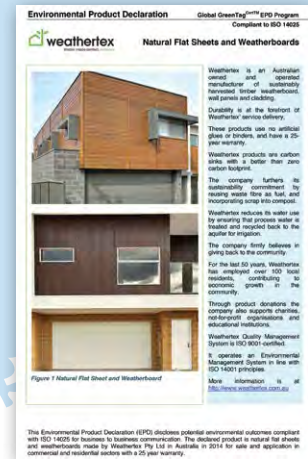 Environmental Product Declaration
Global GreenTag CertTM EPD Program
Compliant to ISO 14025
weathertex
Natural Flat Sheets and Weatherboards
Weathertex is an Australian
owned and operated
manufacturer of sustainably
harvested timber weatherboard,
wall panels and cladding.
Durability is at the forefront of
Weathertex' service delivery.
These products use no artificial
glues or binders, and have a 25-
year warranty.
Weathertex products are carbon
sinks with a better than zero
carbon footprint.
The company furthers its
sustainability commitment by
reusing waste fibre as fuel, and
incorporating scrap into compost.
Weathertex reduces its water use
by ensuring that process water is
treated and recycled back to the
aquifer for irrigation.
The company firmly believes in
giving back to the community.
For the last 50 years, Weathertex
has employed over 100 local
residents, contributing to
economic growth in the
community.
Through product donations the
company also supports charities,
not-for-profit organisations and
educational institutions.
Weathertex Quality Management
System is ISO 9001-certified.
It operates an Environmental
Management System in line with
ISO 14001 principles.
More information is at
http://www.weathertex.com.au
Figure 1 Natural Flat Sheet and Weatherboard
This Environmental Product Declaration (EPD) discloses potential environmental outcomes compliant
with ISO 14025 for business to business communication. The declared product is natural flat sheets
and weatherboards made by Weathertex Pty Ltd in Australia in 2014 for sale and application in
commercial and residential sectors with a 25 year warranty.